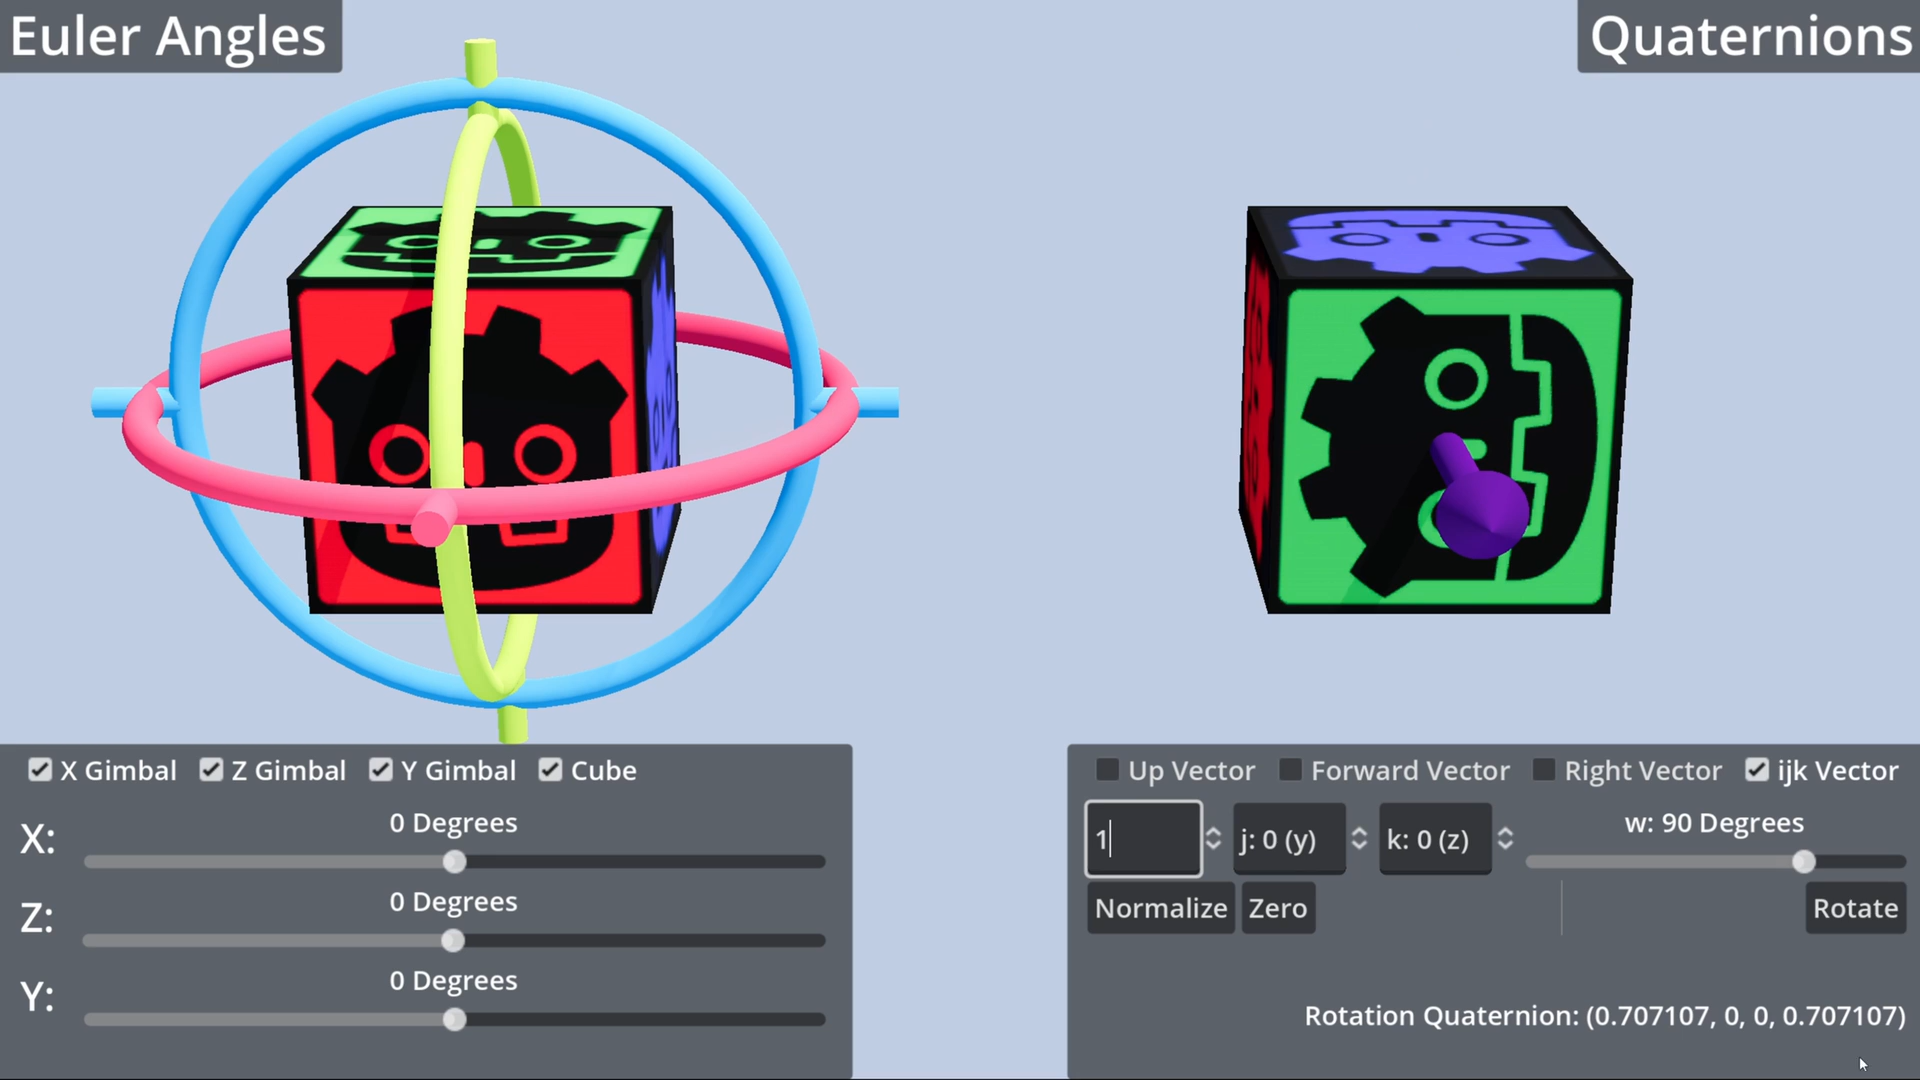 Euler Angles
Quaternions
X Gimbal Z Gimbal Y Gimbal Cube
X: 0 Degrees
Z: 0 Degrees
Y: 0 Degrees
Up Vector Forward Vector Right Vector ijk Vector
1 j: 0 (y) k: 0 (z) w: 90 Degrees
Normalize Zero Rotate
Rotation Quaternion: (0.707107, 0, 0, 0.707107)